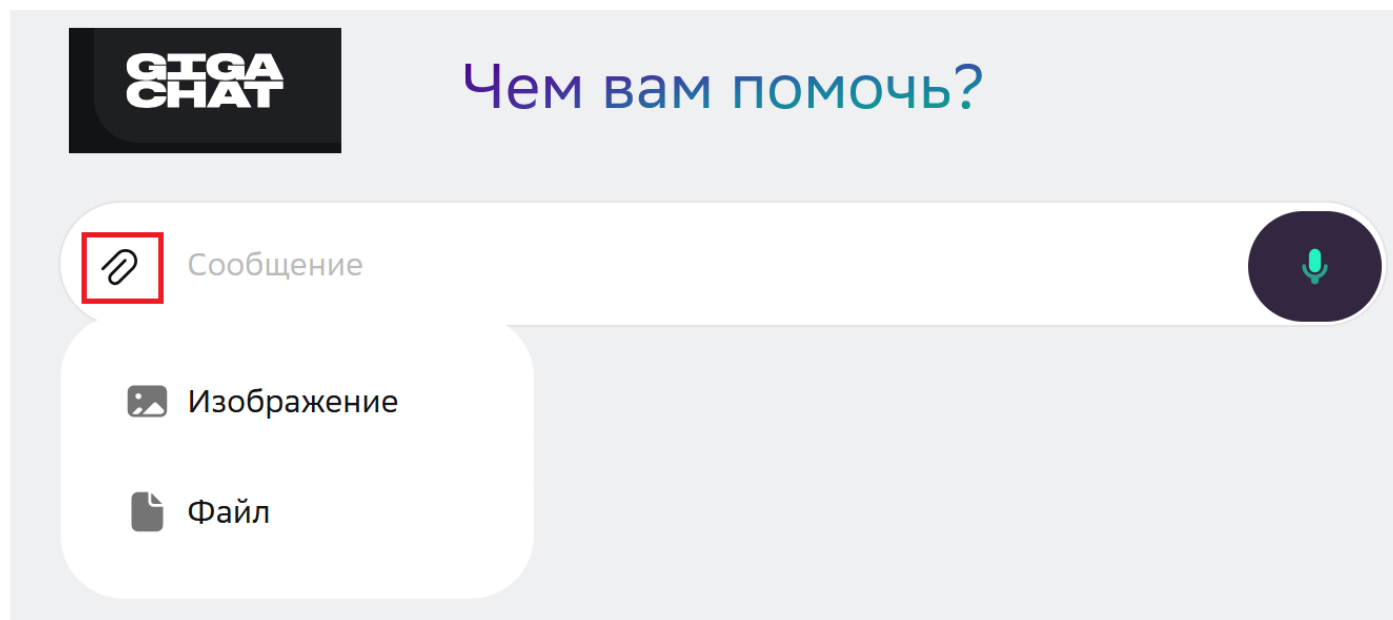 GIGA
CHAT
Чем вам помочь?
Сообщение
Изображение
Файл